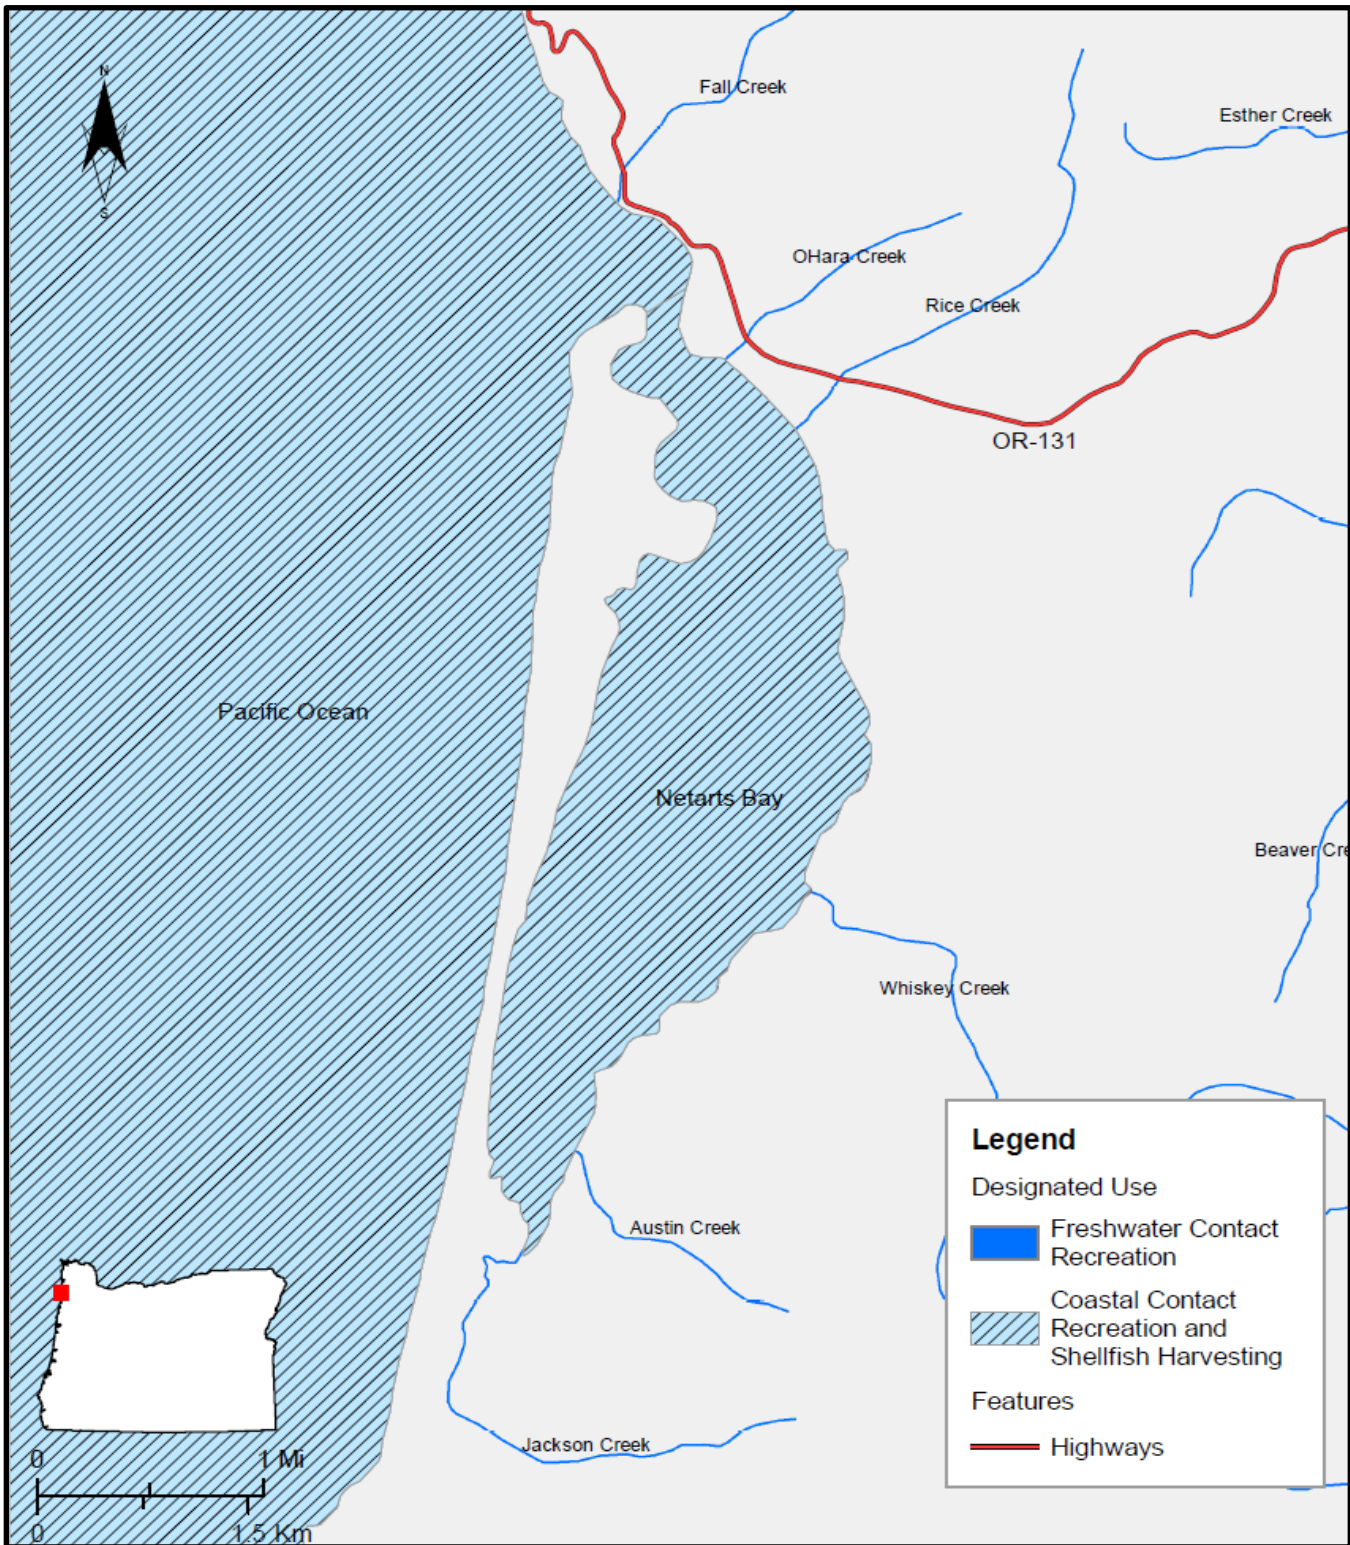 N
S
Fall Creek
Esther Creek
OHara Creek
Rice Creek
OR-131
Pacific Ocean
Netarts Bay
Beaver Cre
Whiskey Creek
Austin Creek
Jackson Creek
Legend
Designated Use
Freshwater Contact
Recreation
Coastal Contact
Recreation and
Shellfish Harvesting
Features
Highways
0 1 Mi
0 1.5 Km